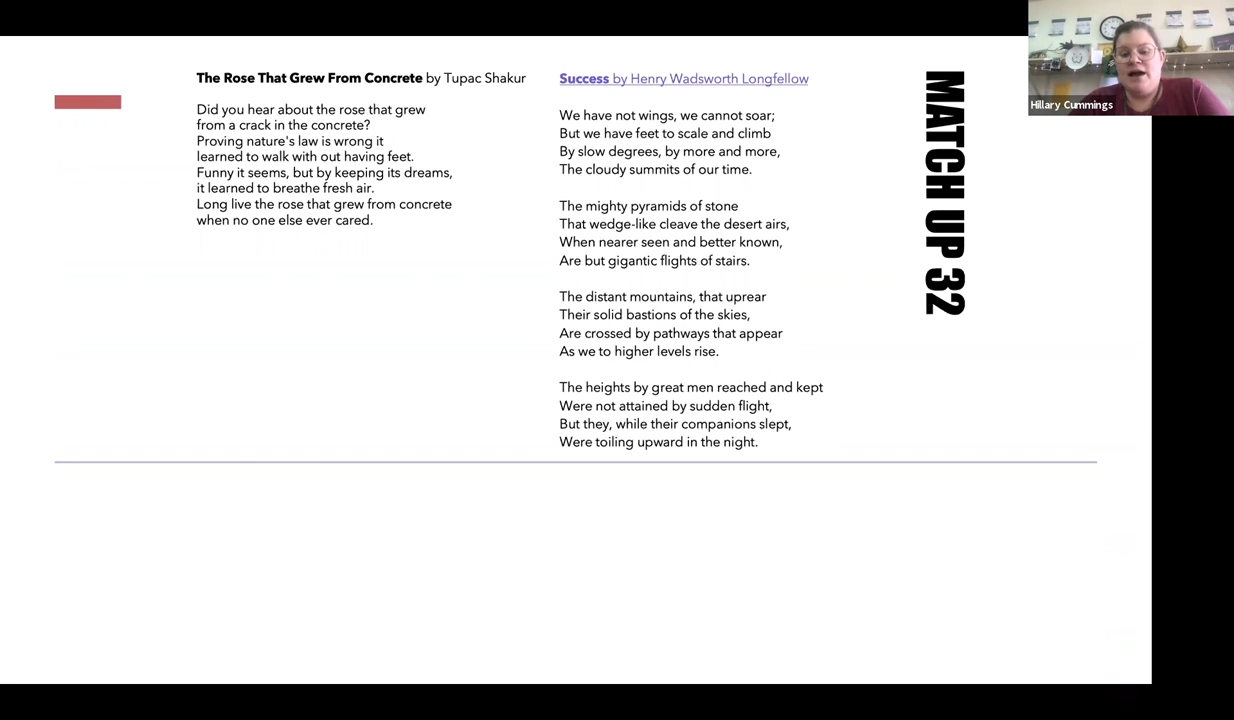 The Rose That Grew From Concrete by Tupac Shakur
Did you hear about the rose that grew
from a crack in the concrete?
Proving nature's law is wrong it
learned to walk with out having feet.
Funny it seems, but by keeping its dreams,
it learned to breathe fresh air.
Long live the rose that grew from concrete
when no one else ever cared.
Success by Henry Wadsworth Longfellow
We have not wings, we cannot soar;
But we have feet to scale and climb
By slow degrees, by more and more,
The cloudy summits of our time.
The mighty pyramids of stone
That wedge-like cleave the desert airs,
When nearer seen and better known,
Are but gigantic flights of stairs.
The distant mountains, that uprear
Their solid bastions of the skies,
Are crossed by pathways that appear
As we to higher levels rise.
The heights by great men reached and kept
Were not attained by sudden flight,
But they, while their companions slept,
Were toiling upward in the night.
MATCH UP 32
Hillary Cummings